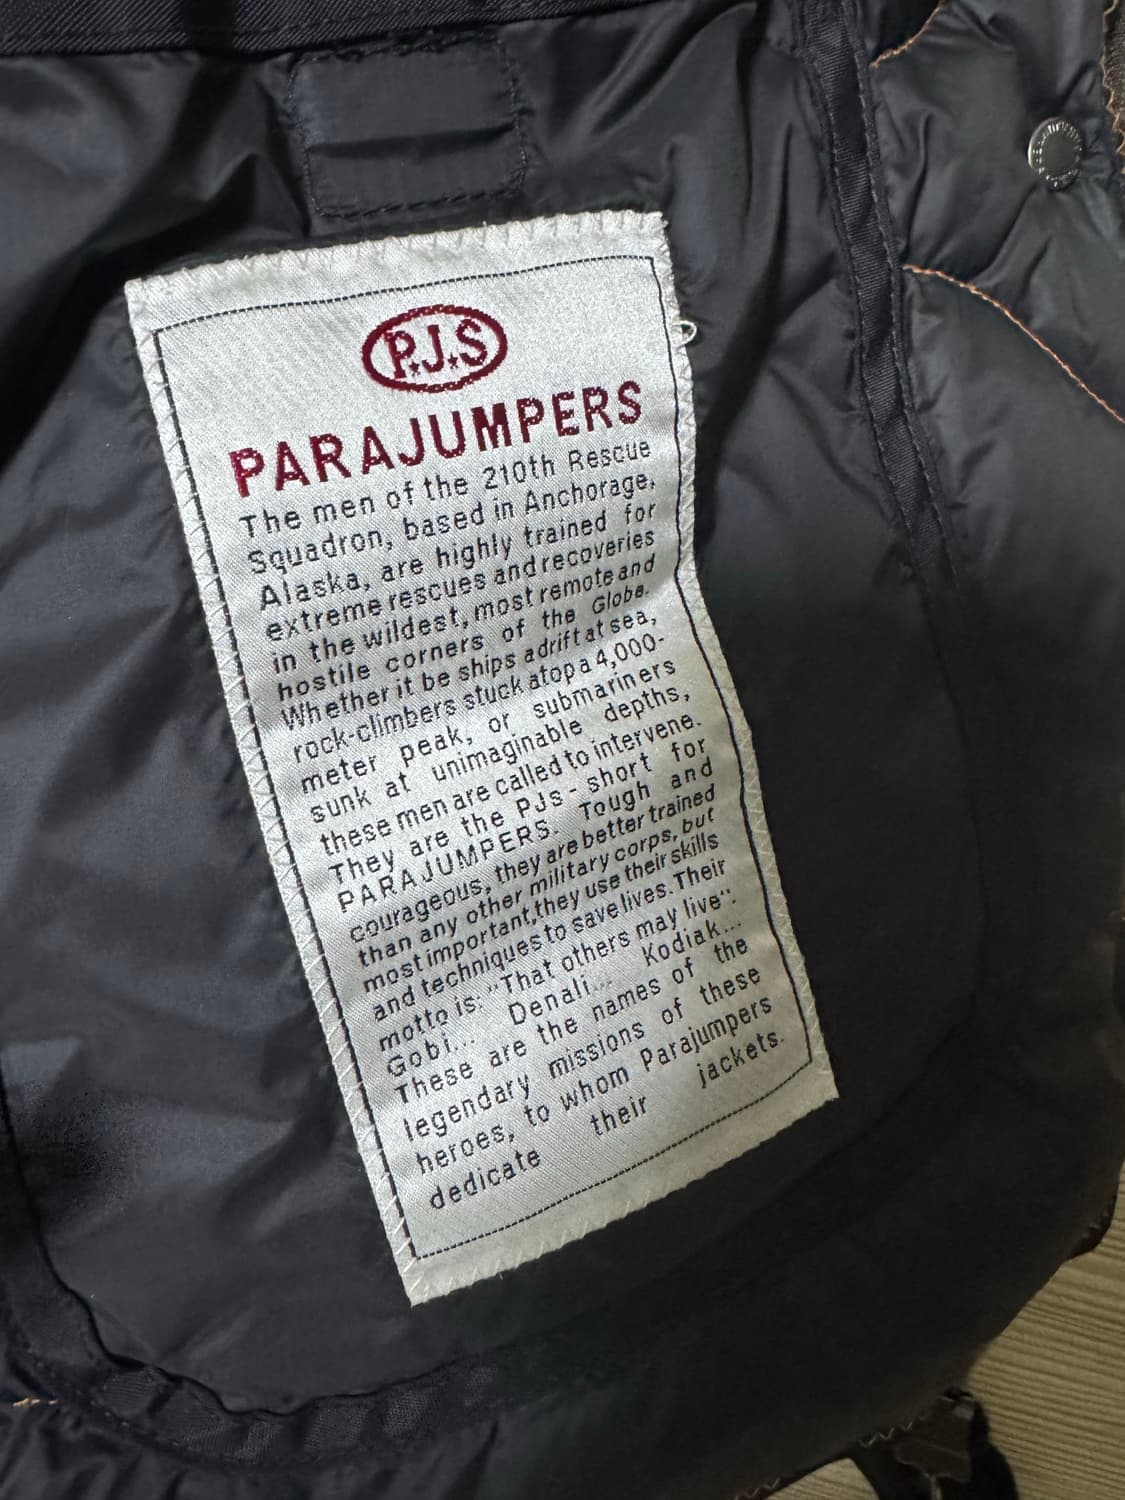 P.J.S
PARAJUMPERS
The men of the 210th Rescue
Squadron, based in Anchorage,
Alaska, are highly trained for
extreme rescues and recoveries
in the wildest, most remote and
hostile corners of the Globe.
Whether it be ships adrift at sea,
rock-climbers stuck atop a 4,000-
meter peak, or submariners
sunk at unimaginable depths,
these men are called to intervene.
They are the PJs - short for
PARAJUMPERS. Tough and
courageous, they are better trained
than any other military corps, but
most important, they use their skills
and techniques to save lives. Their
motto is: "That others may live".
Gobi... Denali... Kodiak...
These are the names of the
legendary missions of these
heroes, to whom Parajumpers
dedicate their jackets.